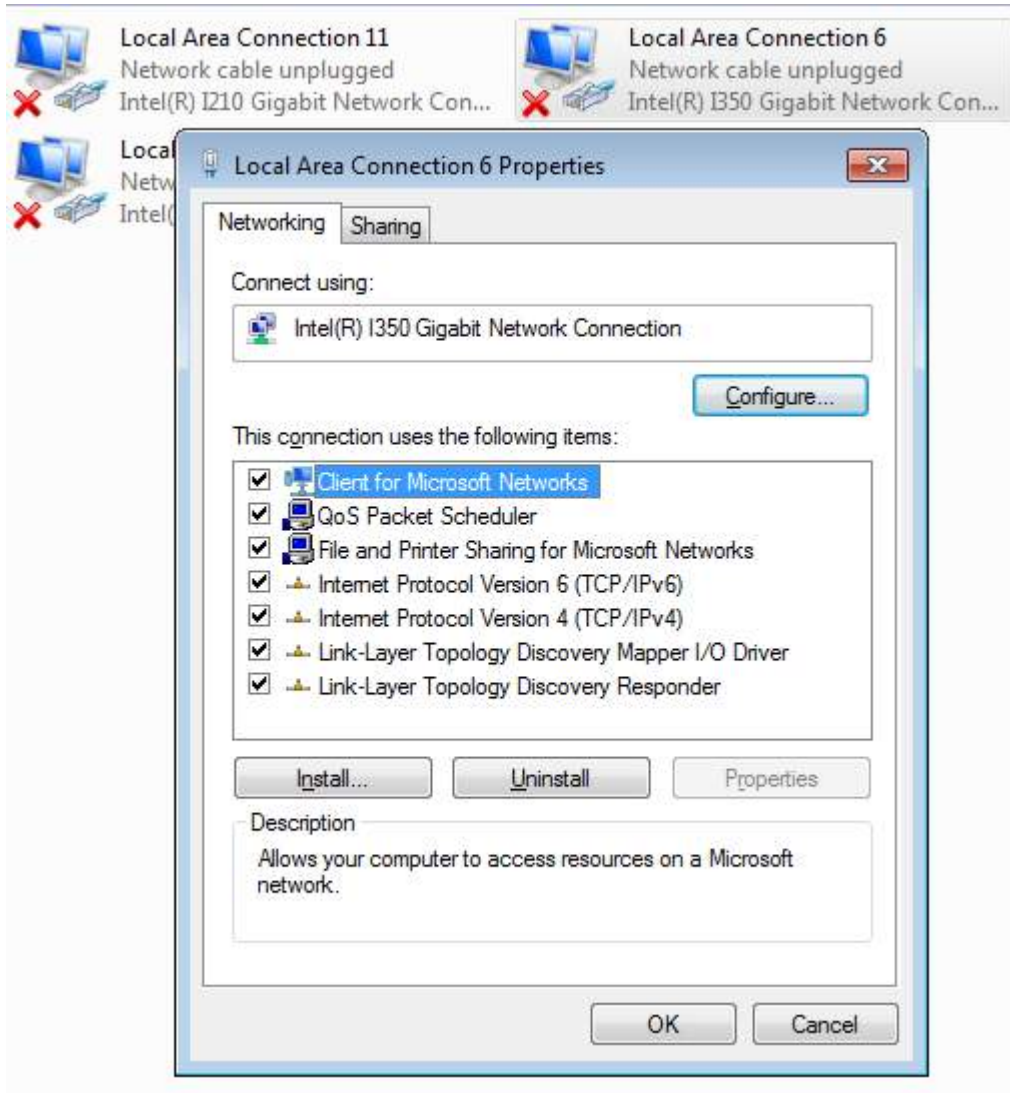 Local Area Connection 11
Network cable unplugged
Intel(R) I210 Gigabit Network Con...
Local Area Connection 6
Network cable unplugged
Intel(R) I350 Gigabit Network Con...
Local
Netw
Intel(
Local Area Connection 6 Properties
Networking
Sharing
Connect using:
Intel(R) I350 Gigabit Network Connection
Configure...
This connection uses the following items:
Client for Microsoft Networks
QoS Packet Scheduler
File and Printer Sharing for Microsoft Networks
Internet Protocol Version 6 (TCP/IPv6)
Internet Protocol Version 4 (TCP/IPv4)
Link-Layer Topology Discovery Mapper I/O Driver
Link-Layer Topology Discovery Responder
Install...
Uninstall
Properties
Description
Allows your computer to access resources on a Microsoft
network.
OK
Cancel